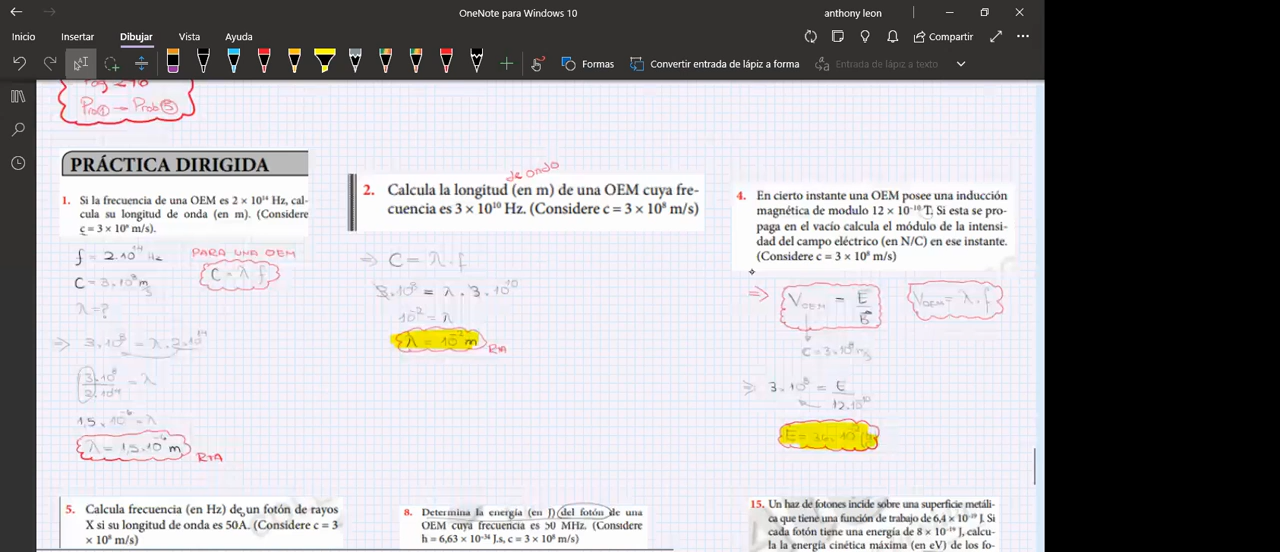 OneNote para Windows 10
anthony leon
Inicio Insertar Dibujar Vista Ayuda
Compartir
Formas
Convertir entrada de lápiz a forma
Entrada de lápiz a texto
Pro① → Prob⑤
PRÁCTICA DIRIGIDA
1. Si la frecuencia de una OEM es 2 × 10¹⁴ Hz, cal-
cula su longitud de onda (en m). (Considere
c = 3 × 10⁸ m/s).
f = 2.10¹⁴ Hz
PARA UNA OEM
C = 3.10⁸ m/s
C = λ.f
λ = ?
⇒ 3.10⁸ = λ.2.10¹⁴
3.10⁸/2.10¹⁴ = λ
1,5.10⁻⁶ = λ
λ = 1,5.10⁻⁶ m
RTA
de onda
2. Calcula la longitud (en m) de una OEM cuya fre-
cuencia es 3 × 10¹⁰ Hz. (Considere c = 3 × 10⁸ m/s)
⇒ C = λ.f
3.10⁸ = λ.3.10¹⁰
10⁻² = λ
λ = 10⁻² m
RTA
4. En cierto instante una OEM posee una inducción
magnética de modulo 12 × 10⁻¹⁰ T. Si esta se pro-
paga en el vacío calcula el módulo de la intensi-
dad del campo eléctrico (en N/C) en ese instante.
(Considere c = 3 × 10⁸ m/s)
⇒ V_OEM = E/B
V_OEM = λ.f
C = 3.10⁸ m/s
⇒ 3.10⁸ = E/12.10⁻¹⁰
5. Calcula frecuencia (en Hz) de un fotón de rayos
X si su longitud de onda es 50A. (Considere c = 3
× 10⁸ m/s)
8. Determina la energía (en J) del fotón de una
OEM cuya frecuencia es 50 MHz. (Considere
h = 6,63 × 10⁻³⁴ J.s, c = 3 × 10⁸ m/s)
15. Un haz de fotones incide sobre una superficie metáli-
ca que tiene una función de trabajo de 6,4 × 10⁻¹⁹ J. Si
cada fotón tiene una energía de 8 × 10⁻¹⁹ J, calcu-
la la energía cinética máxima (en eV) de los fo-